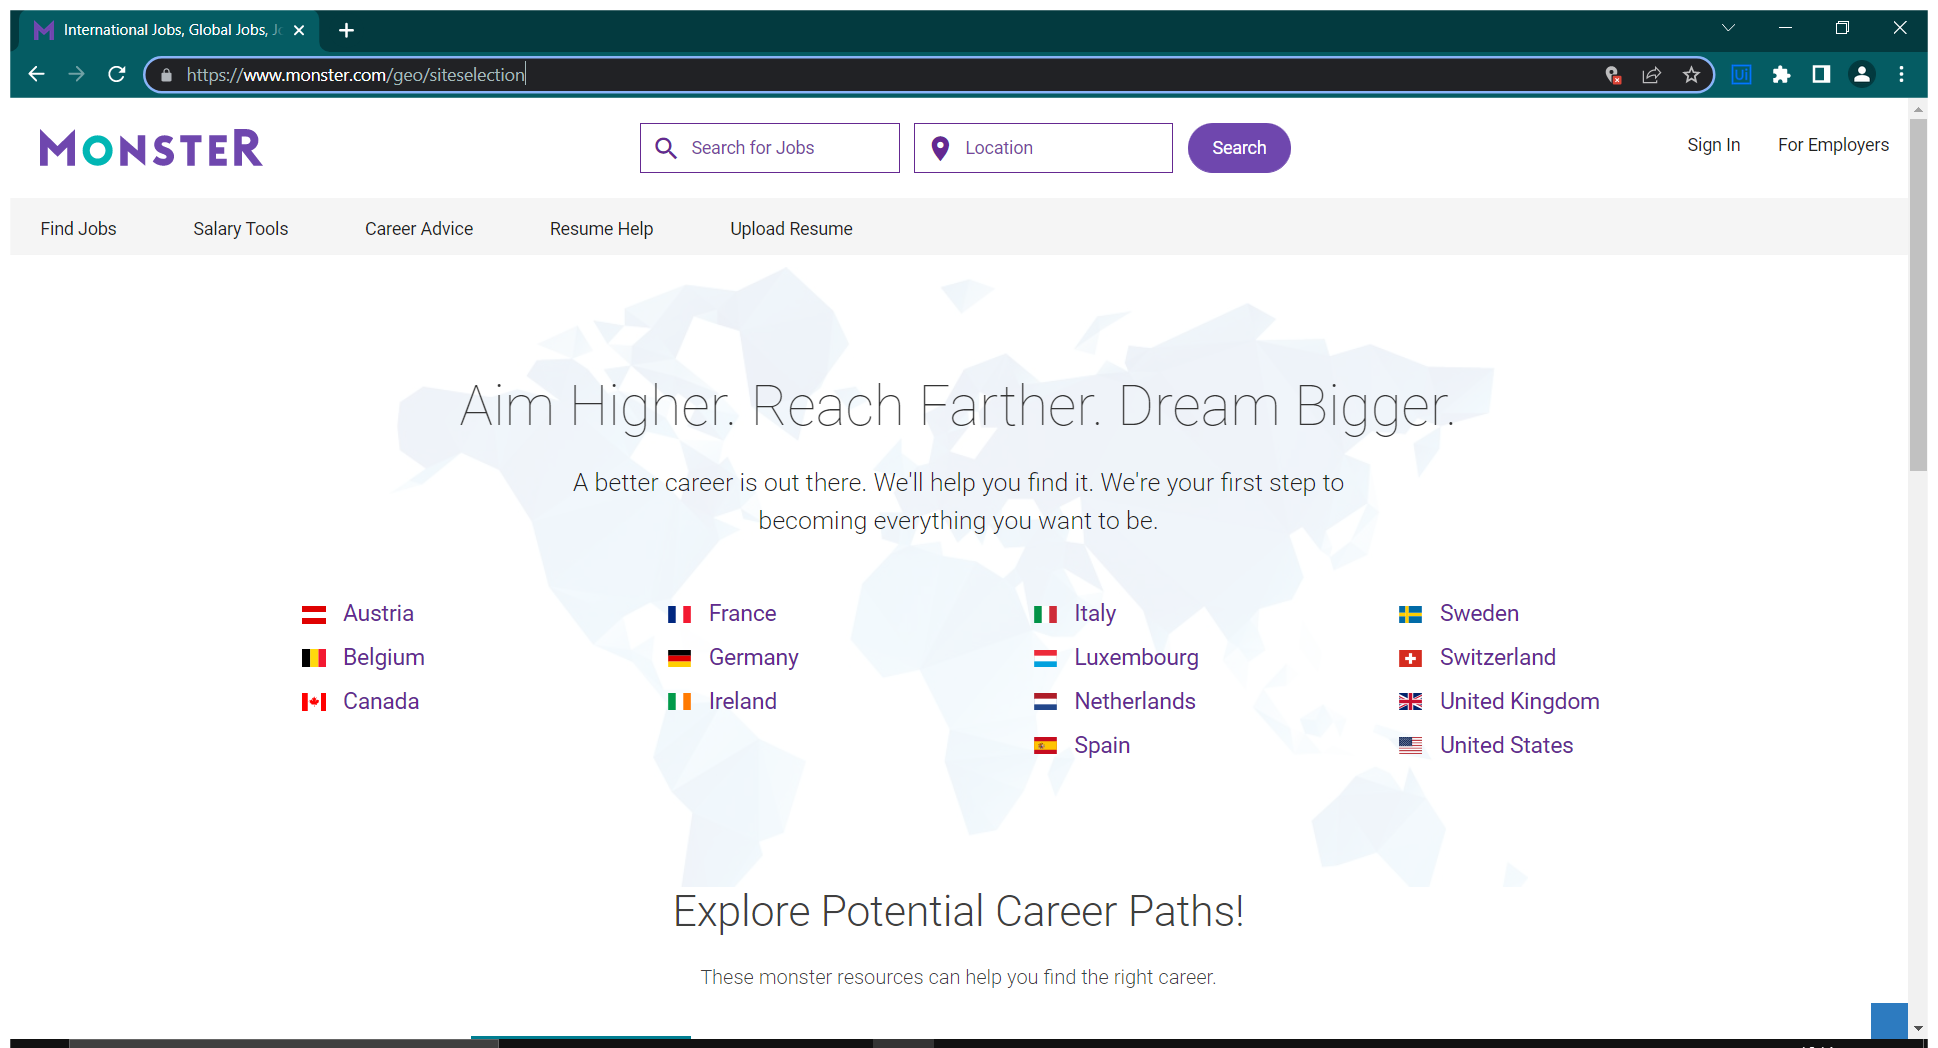 International Jobs, Global Jobs, J
https://www.monster.com/geo/siteselection
Ui
MONSTER
Search for Jobs
Location
Search
Sign In
For Employers
Find Jobs
Salary Tools
Career Advice
Resume Help
Upload Resume
Aim Higher. Reach Farther. Dream Bigger.
A better career is out there. We'll help you find it. We're your first step to
becoming everything you want to be.
Austria
Belgium
Canada
France
Germany
Ireland
Italy
Luxembourg
Netherlands
Spain
Sweden
Switzerland
United Kingdom
United States
Explore Potential Career Paths!
These monster resources can help you find the right career.